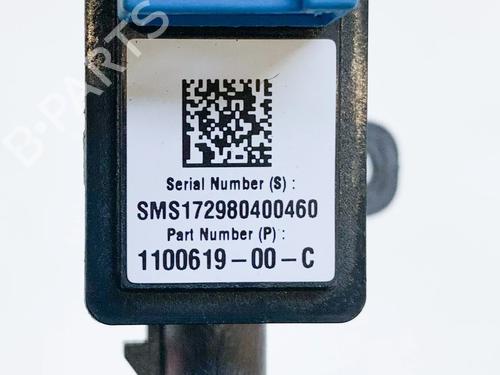 B-PARTS
Serial Number (S) :
SMS172980400460
Part Number (P) :
1100619-00-C